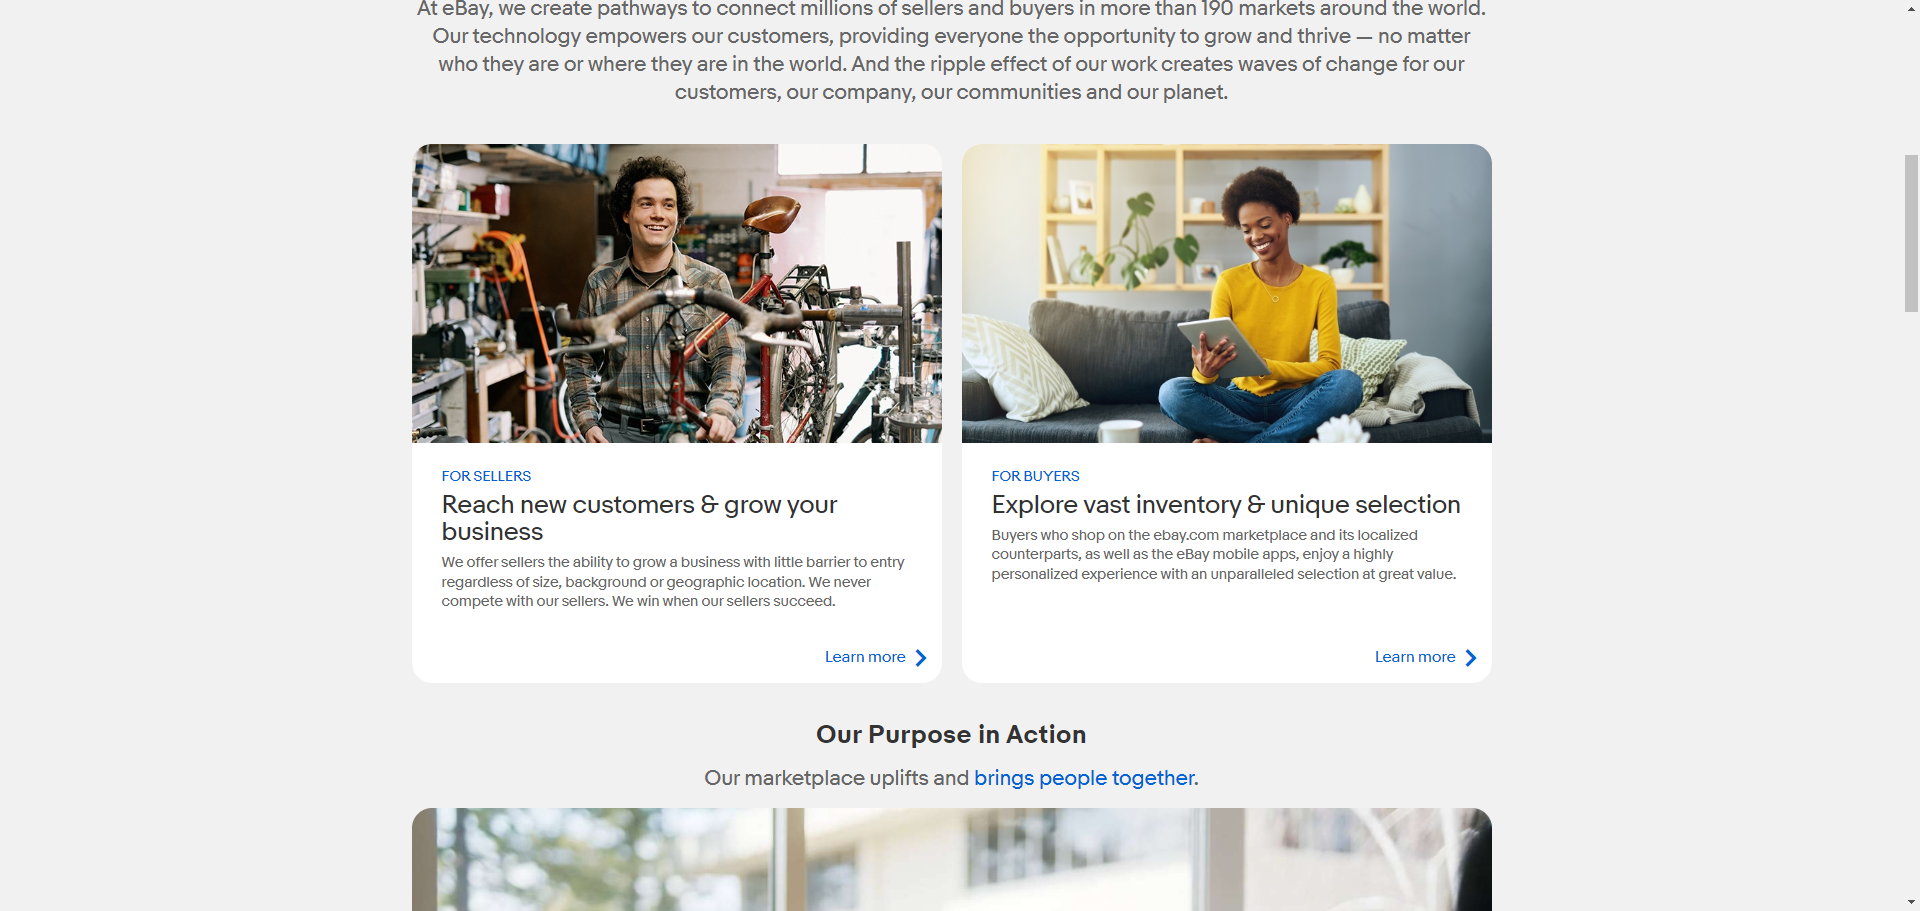 At eBay, we create pathways to connect millions of sellers and buyers in more than 190 markets around the world.
Our technology empowers our customers, providing everyone the opportunity to grow and thrive — no matter
who they are or where they are in the world. And the ripple effect of our work creates waves of change for our
customers, our company, our communities and our planet.
FOR SELLERS
Reach new customers & grow your
business
We offer sellers the ability to grow a business with little barrier to entry
regardless of size, background or geographic location. We never
compete with our sellers. We win when our sellers succeed.
Learn more
FOR BUYERS
Explore vast inventory & unique selection
Buyers who shop on the ebay.com marketplace and its localized
counterparts, as well as the eBay mobile apps, enjoy a highly
personalized experience with an unparalleled selection at great value.
Learn more
Our Purpose in Action
Our marketplace uplifts and brings people together.